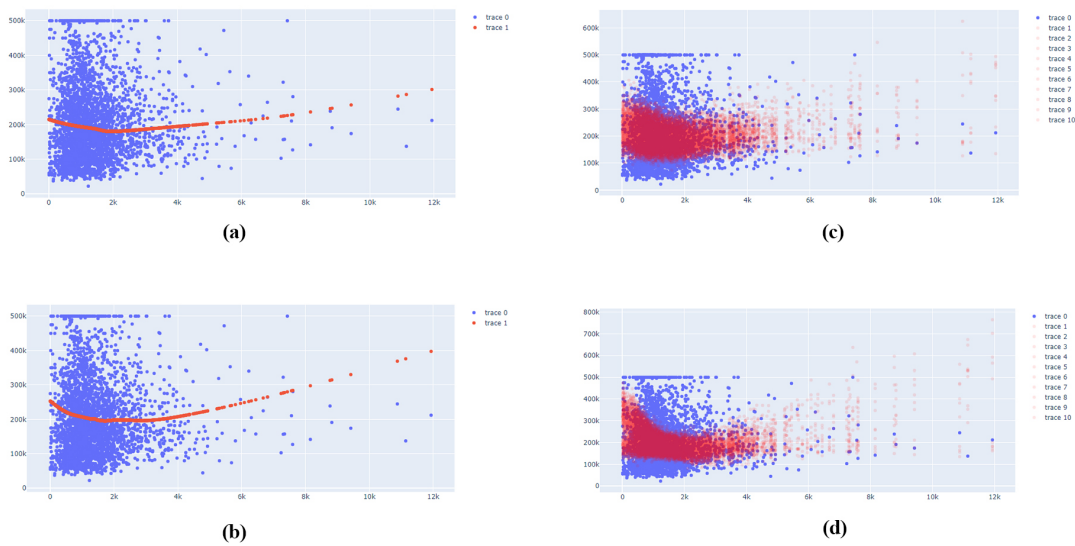 500k
400k
300k
200k
100k
0
0 2k 4k 6k 8k 10k 12k
trace 0
trace 1
(a)
600k
500k
400k
300k
200k
100k
0
0 2k 4k 6k 8k 10k 12k
trace 0
trace 1
trace 2
trace 3
trace 4
trace 5
trace 6
trace 7
trace 8
trace 9
trace 10
(c)
500k
400k
300k
200k
100k
0
0 2k 4k 6k 8k 10k 12k
trace 0
trace 1
(b)
800k
700k
600k
500k
400k
300k
200k
100k
0
0 2k 4k 6k 8k 10k 12k
trace 0
trace 1
trace 2
trace 3
trace 4
trace 5
trace 6
trace 7
trace 8
trace 9
trace 10
(d)